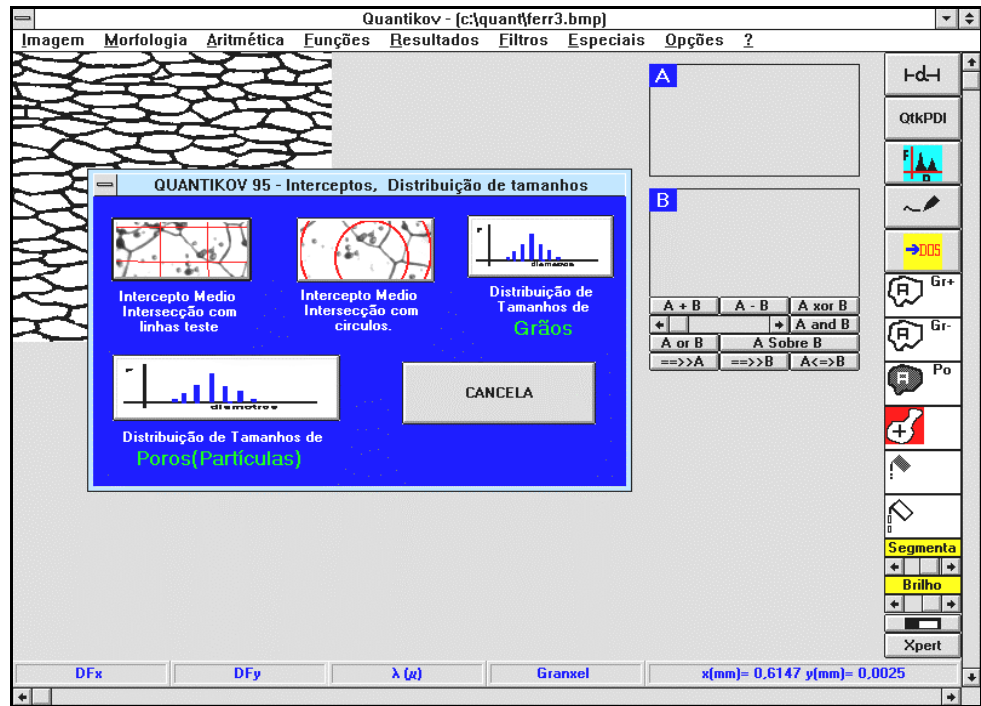 Quantikov - (c:\quant\ferr3.bmp)
Imagem Morfologia Aritmética Funções Resultados Filtros Especiais Opções ?
A
B
A + B A - B A xor B
A and B
A or B A Sobre B
==>>A ==>>B A<=>B
QUANTIKOV 95 - Interceptos, Distribuição de tamanhos
Intercepto Medio
Intersecção com
linhas teste
Intercepto Medio
Intersecção com
circulos.
F
diametros
Distribuição de
Tamanhos de
Grãos
diametros
Distribuição de Tamanhos de
Poros(Partículas)
CANCELA
⊢d⊣
QtkPDI
F
D
➔DOS
A Gr+
A Gr-
A Po
Segmenta
Brilho
Xpert
DFx DFy λ (μ) Granxel x(mm)= 0,6147 y(mm)= 0,0025